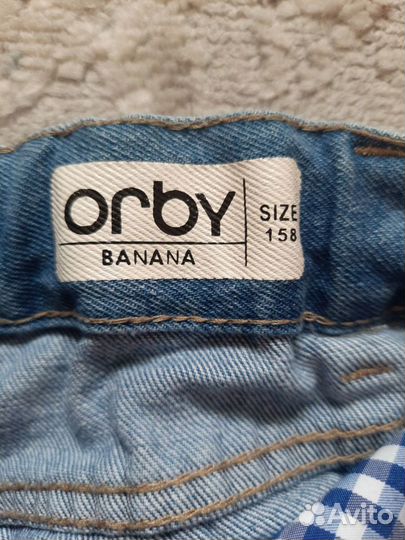 orby
BANANA
SIZE
158
Avito